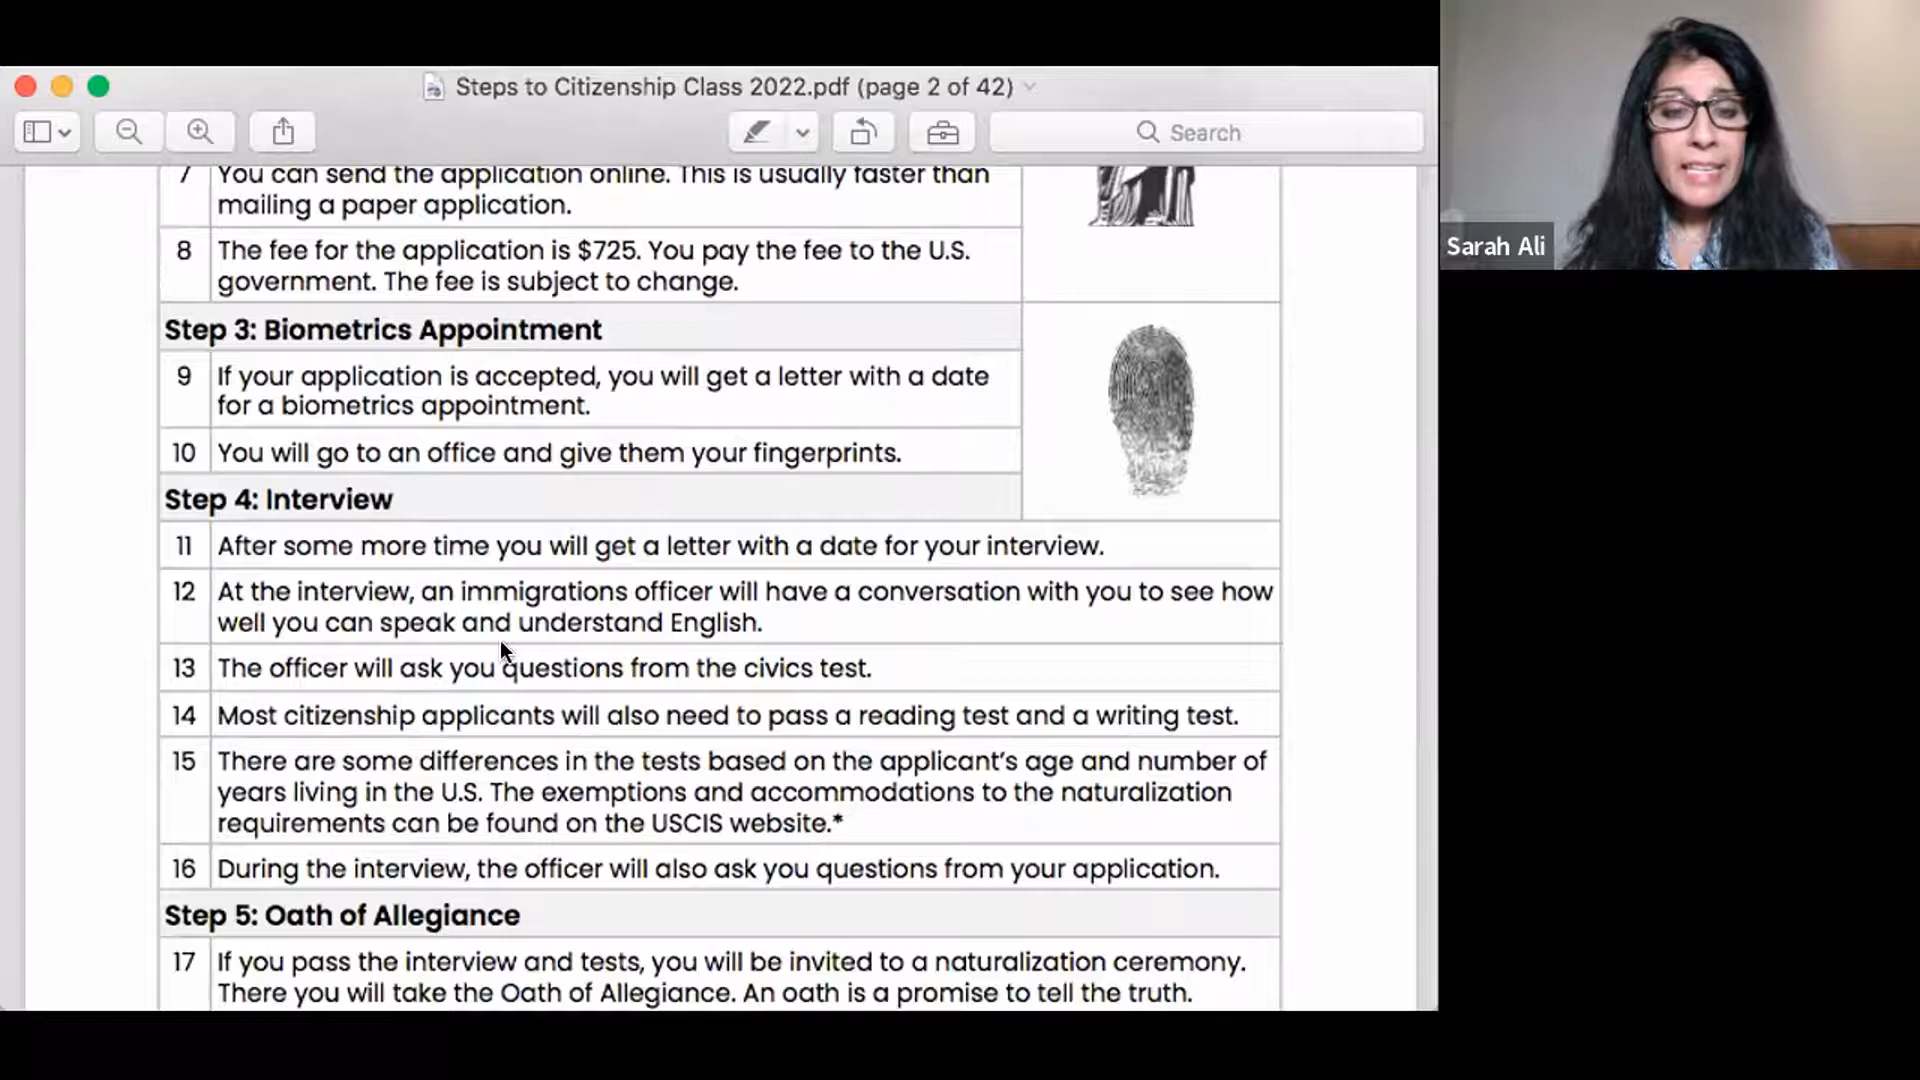 Steps to Citizenship Class 2022.pdf (page 2 of 42)
Search
7 You can send the application online. This is usually faster than
mailing a paper application.
8 The fee for the application is $725. You pay the fee to the U.S.
government. The fee is subject to change.
Step 3: Biometrics Appointment
9 If your application is accepted, you will get a letter with a date
for a biometrics appointment.
10 You will go to an office and give them your fingerprints.
Step 4: Interview
11 After some more time you will get a letter with a date for your interview.
12 At the interview, an immigrations officer will have a conversation with you to see how
well you can speak and understand English.
13 The officer will ask you questions from the civics test.
14 Most citizenship applicants will also need to pass a reading test and a writing test.
15 There are some differences in the tests based on the applicant's age and number of
years living in the U.S. The exemptions and accommodations to the naturalization
requirements can be found on the USCIS website.*
16 During the interview, the officer will also ask you questions from your application.
Step 5: Oath of Allegiance
17 If you pass the interview and tests, you will be invited to a naturalization ceremony.
There you will take the Oath of Allegiance. An oath is a promise to tell the truth.
Sarah Ali